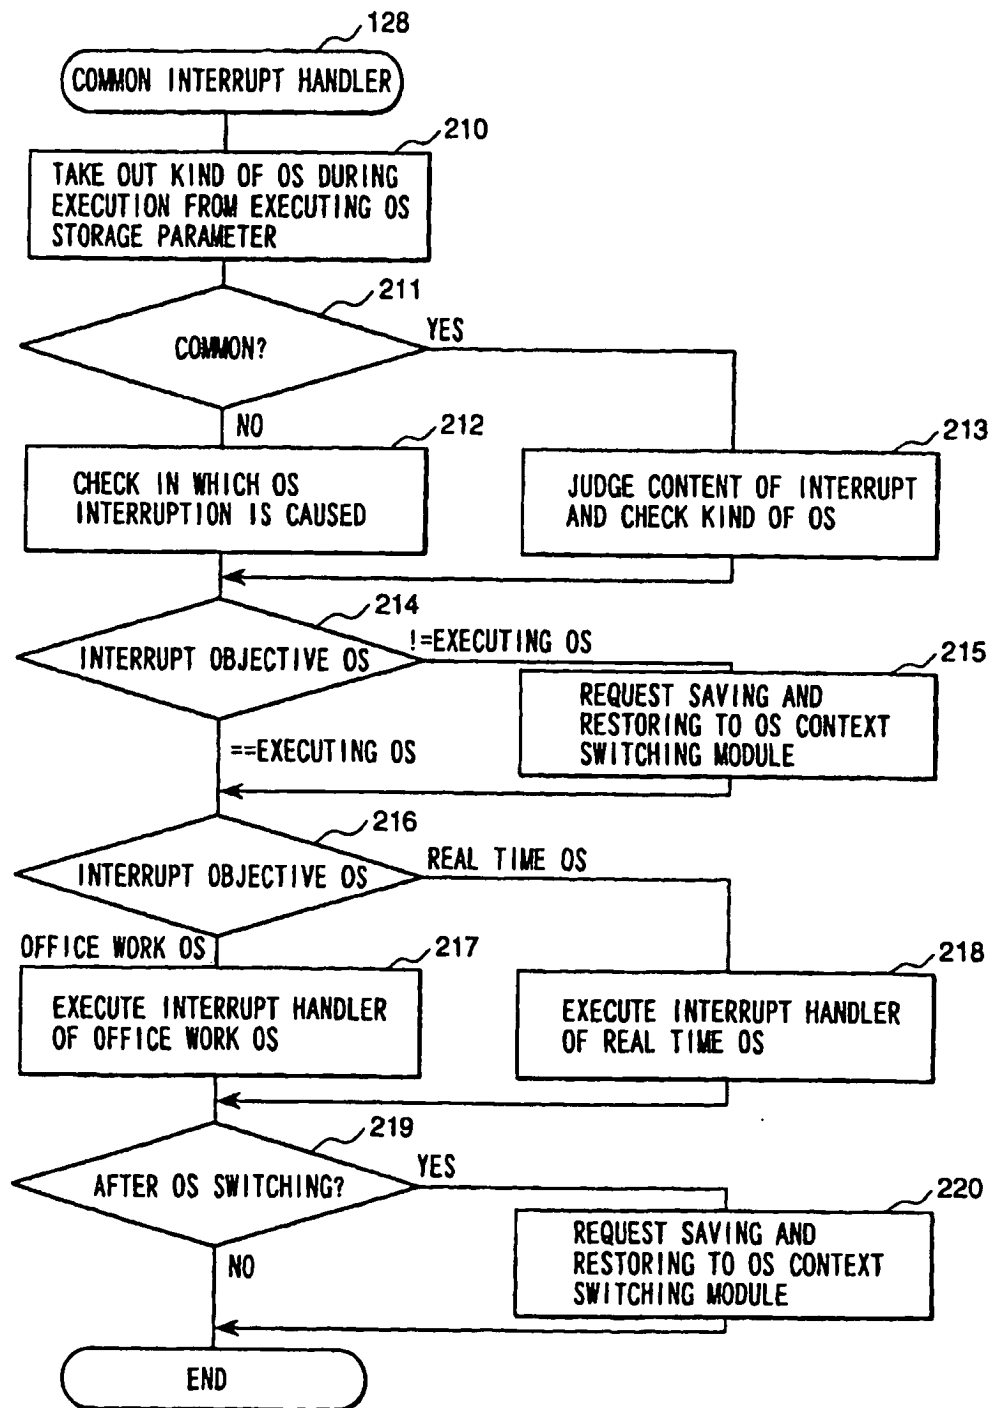 128
COMMON INTERRUPT HANDLER
210
TAKE OUT KIND OF OS DURING
EXECUTION FROM EXECUTING OS
STORAGE PARAMETER
211
COMMON?
YES
NO
212
CHECK IN WHICH OS
INTERRUPTION IS CAUSED
213
JUDGE CONTENT OF INTERRUPT
AND CHECK KIND OF OS
214
INTERRUPT OBJECTIVE OS
!=EXECUTING OS
215
REQUEST SAVING AND
RESTORING TO OS CONTEXT
SWITCHING MODULE
==EXECUTING OS
216
INTERRUPT OBJECTIVE OS
REAL TIME OS
OFFICE WORK OS
217
EXECUTE INTERRUPT HANDLER
OF OFFICE WORK OS
218
EXECUTE INTERRUPT HANDLER
OF REAL TIME OS
219
AFTER OS SWITCHING?
YES
220
REQUEST SAVING AND
RESTORING TO OS CONTEXT
SWITCHING MODULE
NO
END